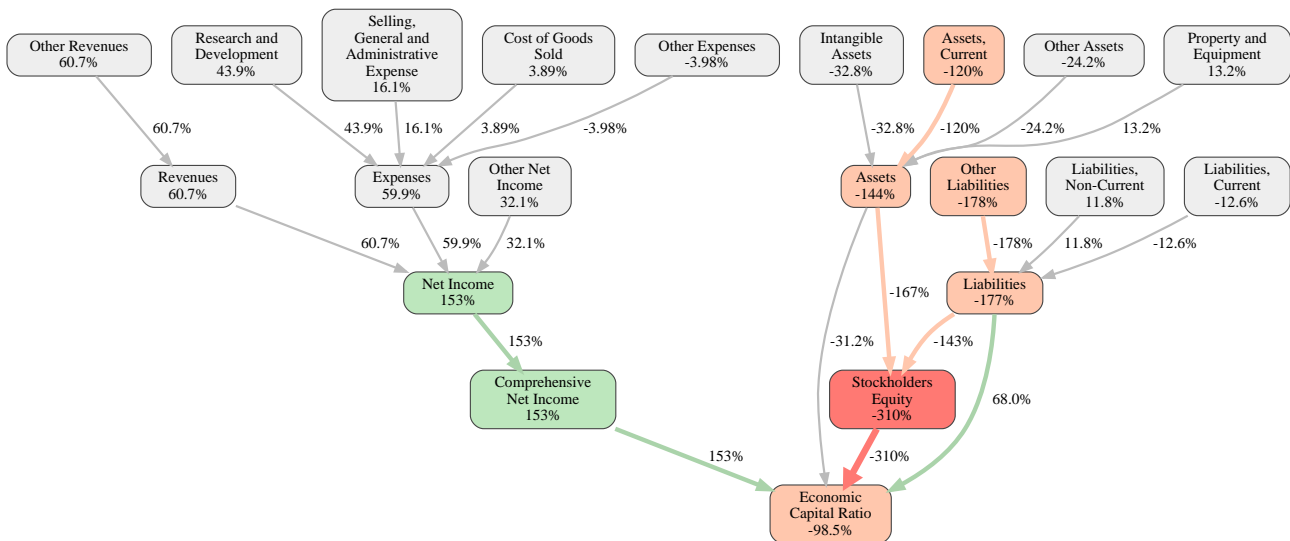 Other Revenues
60.7%
Research and
Development
43.9%
Selling,
General and
Administrative
Expense
16.1%
Cost of Goods
Sold
3.89%
Other Expenses
-3.98%
Intangible
Assets
-32.8%
Assets,
Current
-120%
Other Assets
-24.2%
Property and
Equipment
13.2%
60.7%
43.9%
16.1%
3.89%
-3.98%
-32.8%
-120%
-24.2%
13.2%
Revenues
60.7%
Expenses
59.9%
Other Net
Income
32.1%
Assets
-144%
Other
Liabilities
-178%
Liabilities,
Non-Current
11.8%
Liabilities,
Current
-12.6%
60.7%
59.9%
32.1%
-178%
11.8%
-12.6%
Net Income
153%
Liabilities
-177%
-167%
153%
-31.2%
-143%
Comprehensive
Net Income
153%
Stockholders
Equity
-310%
68.0%
153%
-310%
Economic
Capital Ratio
-98.5%